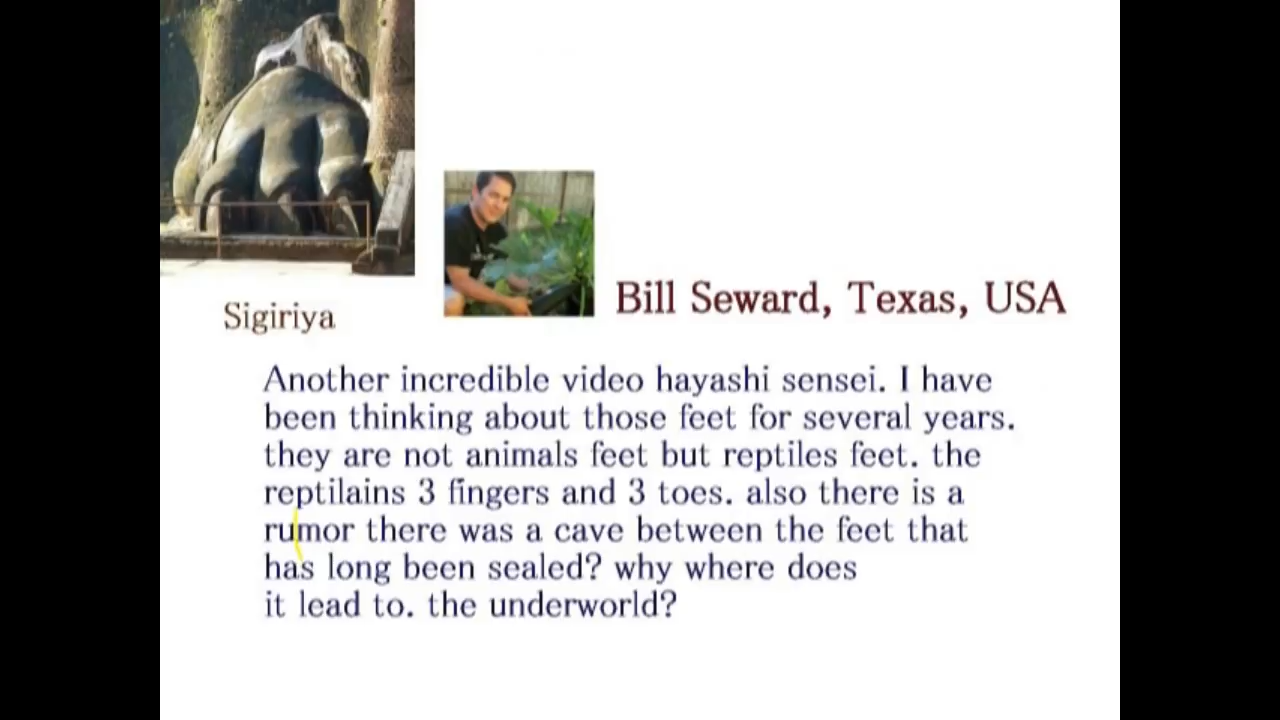 Sigiriya
Bill Seward, Texas, USA
Another incredible video hayashi sensei. I have
been thinking about those feet for several years.
they are not animals feet but reptiles feet. the
reptilains 3 fingers and 3 toes. also there is a
rumor there was a cave between the feet that
has long been sealed? why where does
it lead to. the underworld?